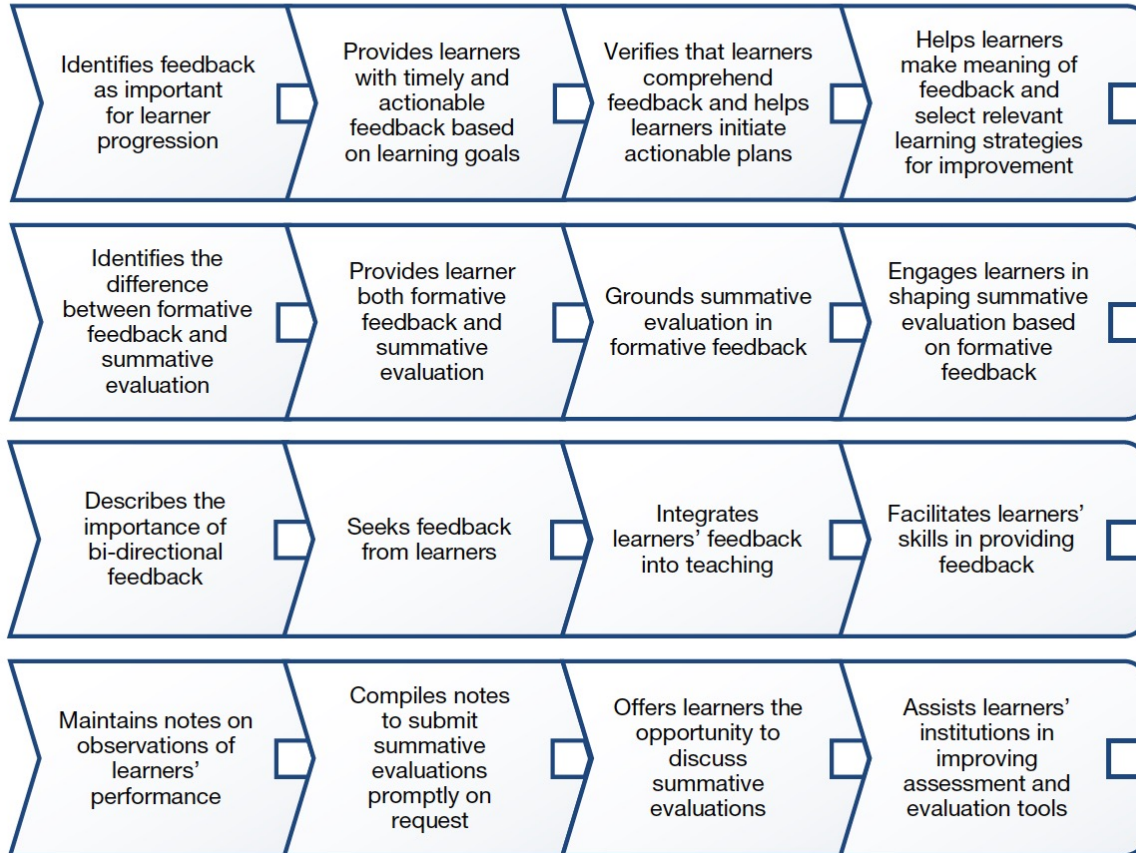 Identifies feedback
as important
for learner
progression
Provides learners
with timely and
actionable
feedback based
on learning goals
Verifies that learners
comprehend
feedback and helps
learners initiate
actionable plans
Helps learners
make meaning of
feedback and
select relevant
learning strategies
for improvement
Identifies the
difference
between formative
feedback and
summative
evaluation
Provides learner
both formative
feedback and
summative
evaluation
Grounds summative
evaluation in
formative feedback
Engages learners in
shaping summative
evaluation based
on formative
feedback
Describes the
importance of
bi-directional
feedback
Seeks feedback
from learners
Integrates
learners’ feedback
into teaching
Facilitates learners’
skills in providing
feedback
Maintains notes on
observations of
learners’
performance
Compiles notes
to submit
summative
evaluations
promptly on
request
Offers learners the
opportunity to
discuss
summative
evaluations
Assists learners’
institutions in
improving
assessment and
evaluation tools